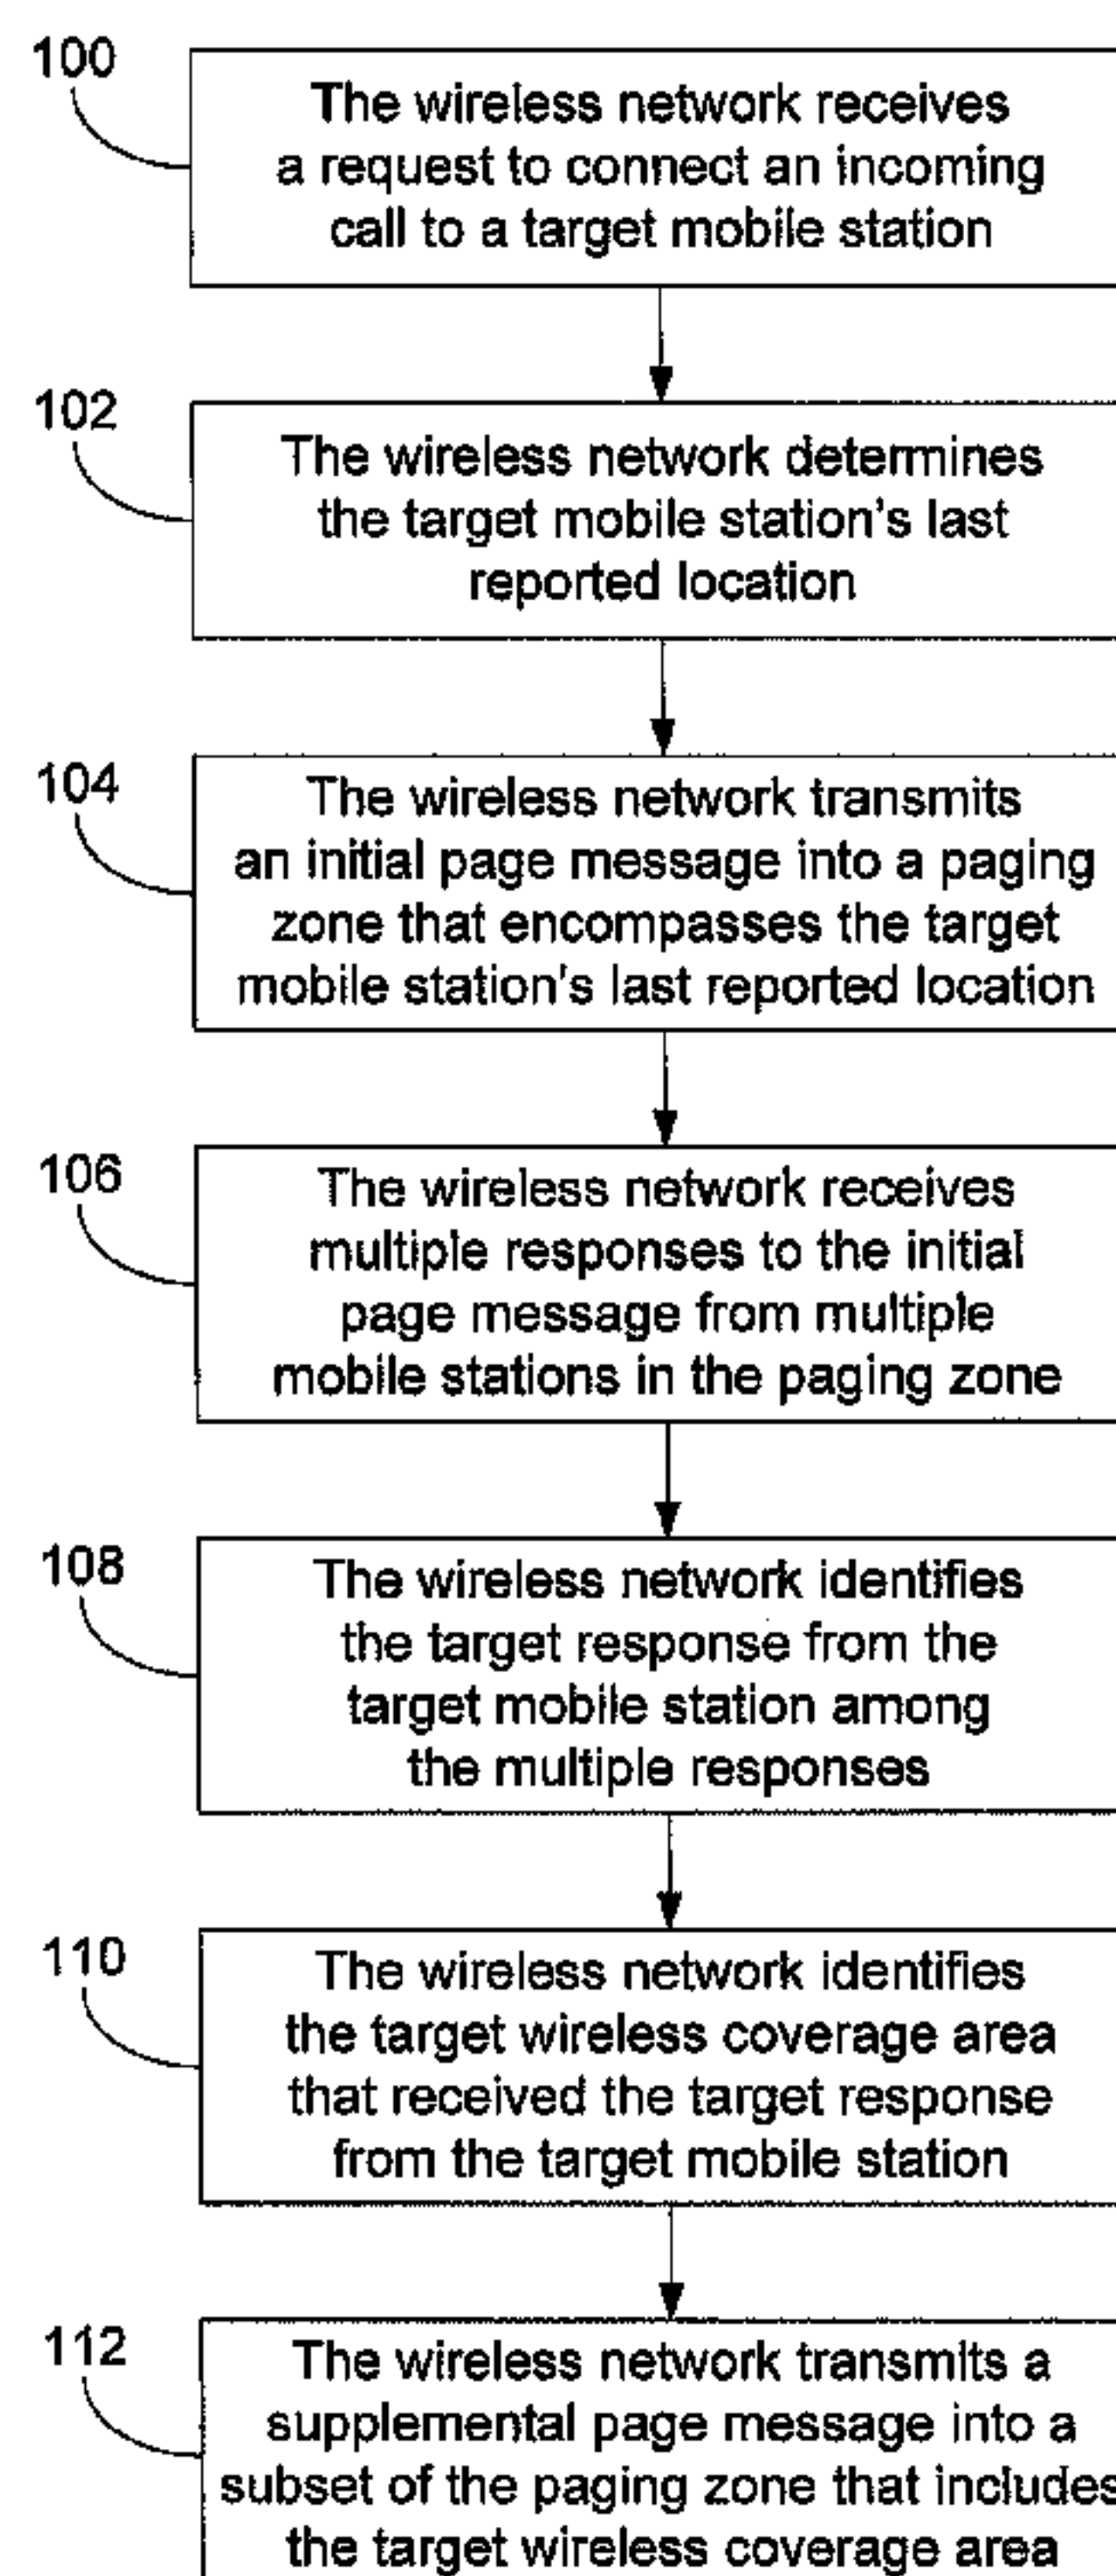 100
The wireless network receives
a request to connect an incoming
call to a target mobile station
102
The wireless network determines
the target mobile station's last
reported location
104
The wireless network transmits
an initial page message into a paging
zone that encompasses the target
mobile station's last reported location
106
The wireless network receives
multiple responses to the initial
page message from multiple
mobile stations in the paging zone
108
The wireless network identifies
the target response from the
target mobile station among
the multiple responses
110
The wireless network identifies
the target wireless coverage area
that received the target response
from the target mobile station
112
The wireless network transmits a
supplemental page message into a
subset of the paging zone that includes
the target wireless coverage area